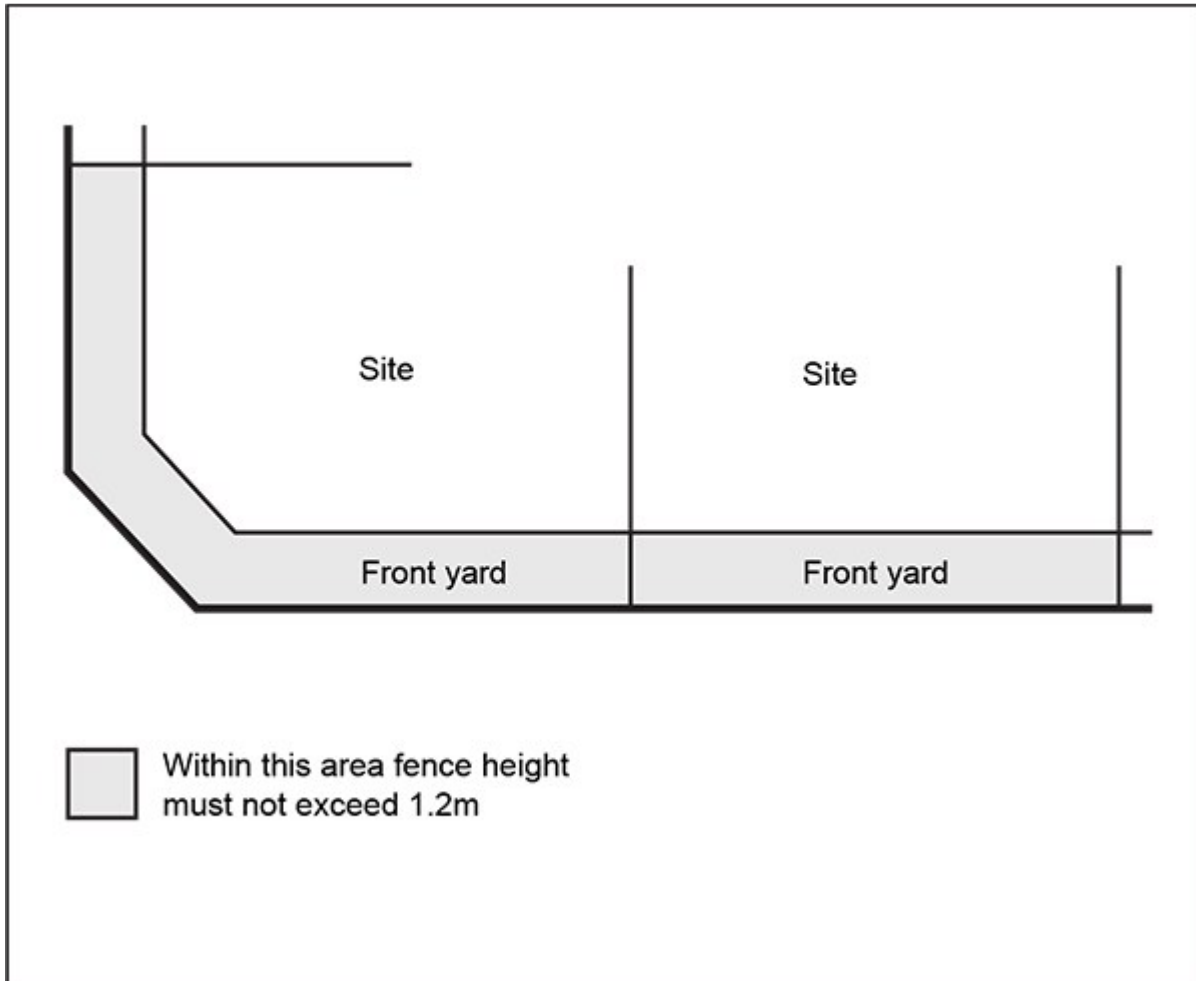 Site
Site
Front yard
Front yard
Within this area fence height
must not exceed 1.2m